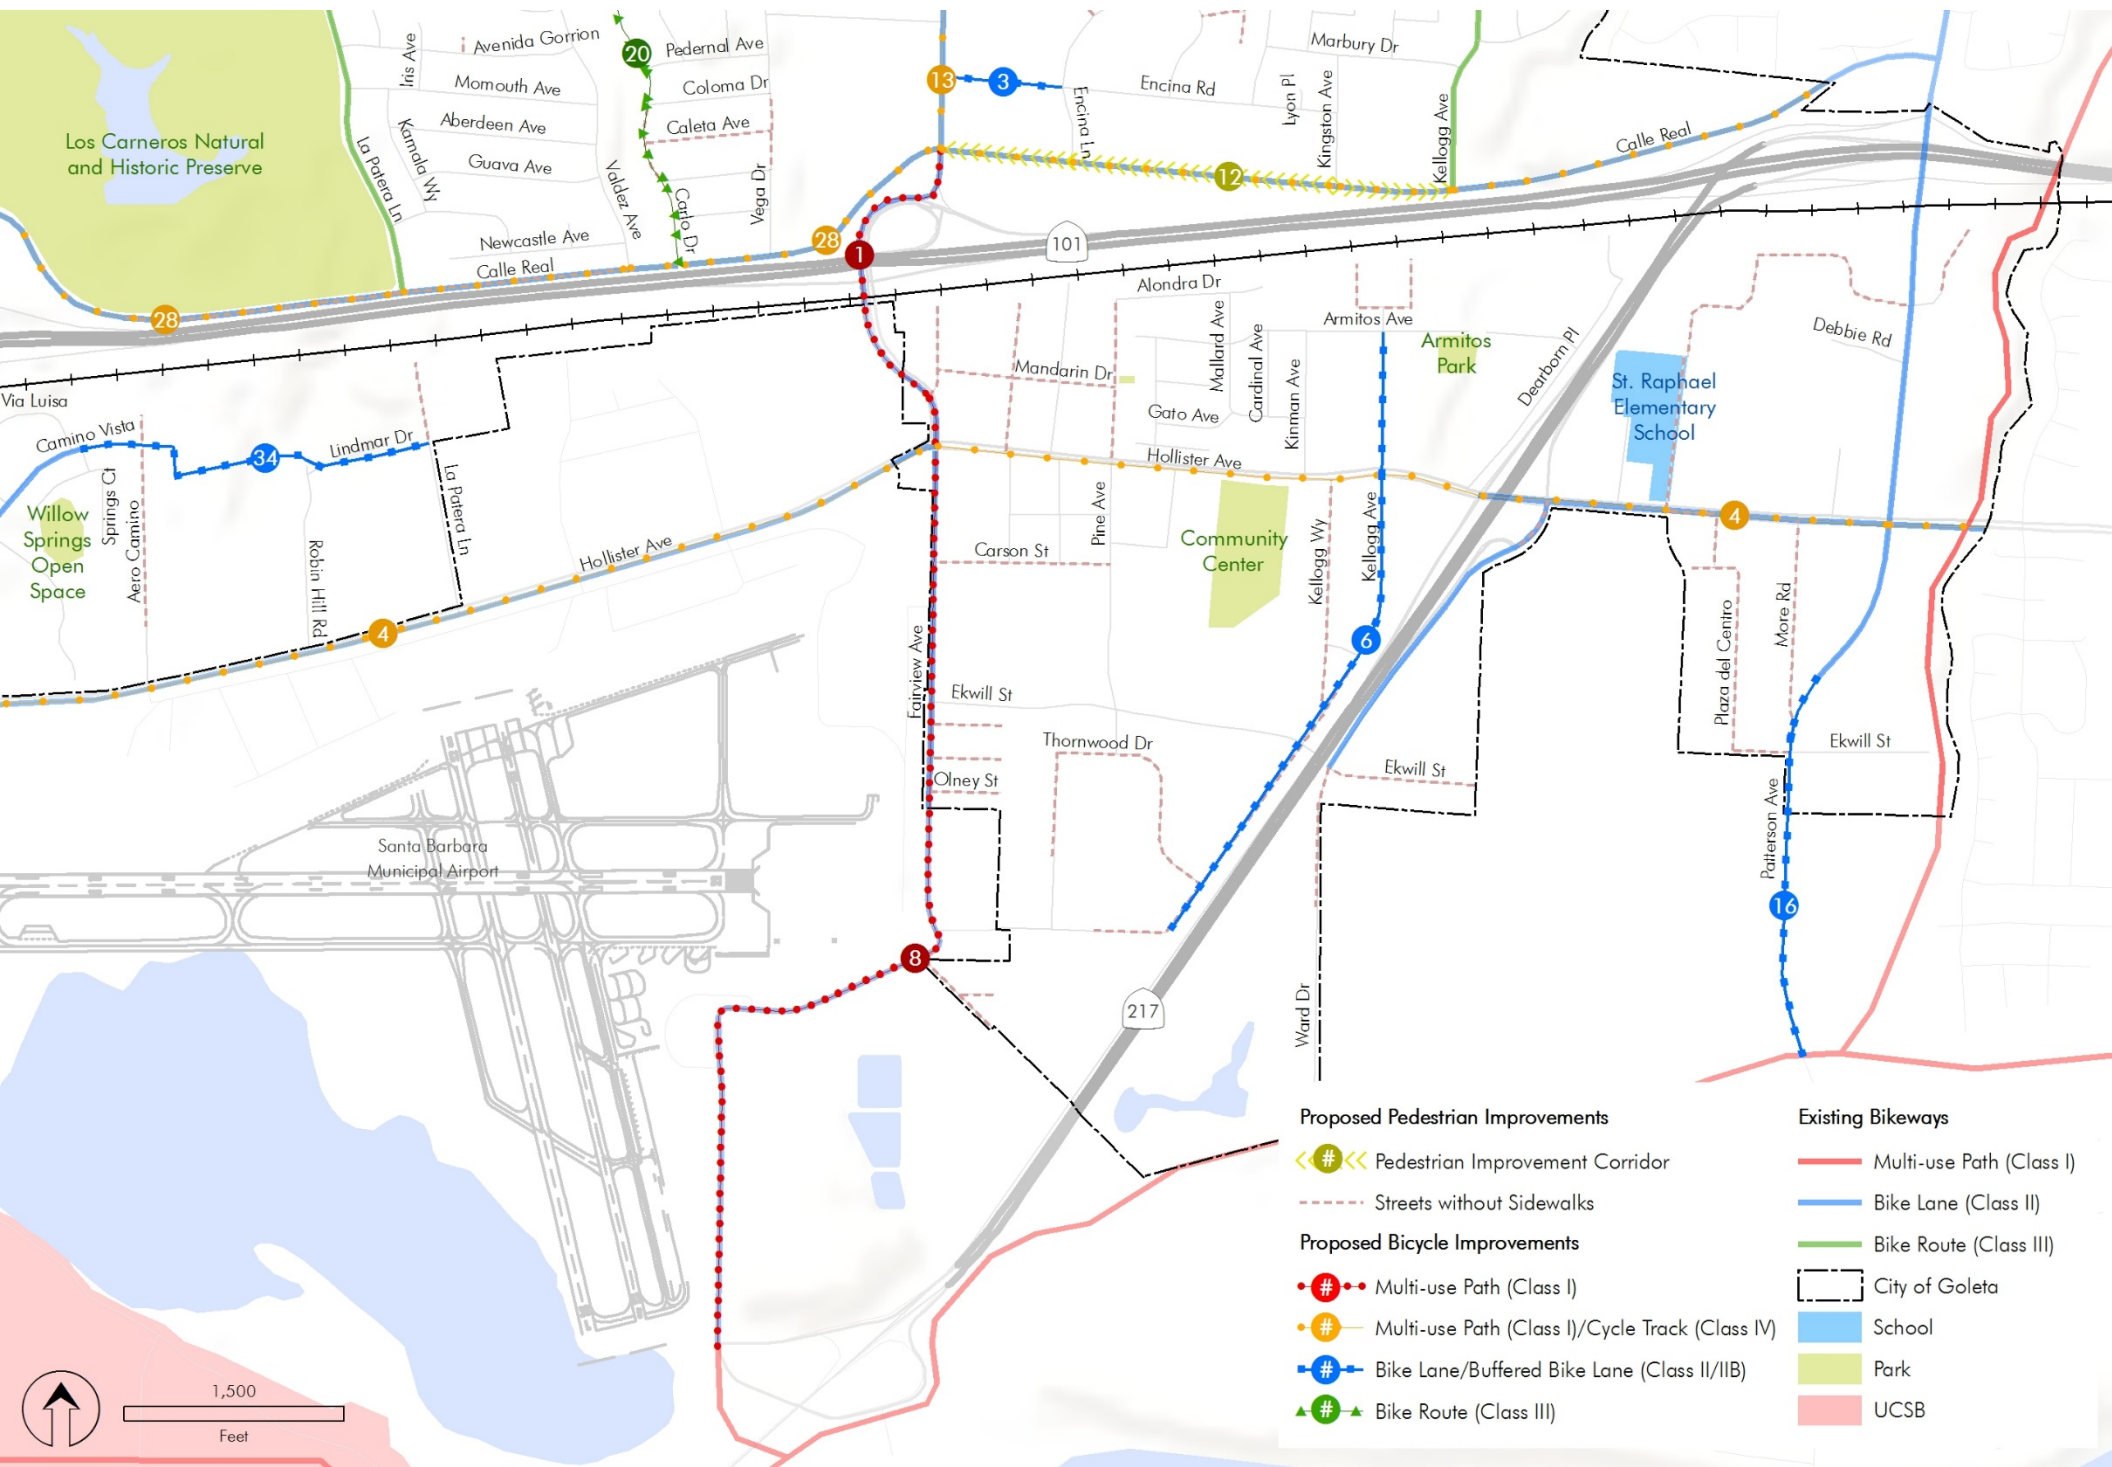 Avenida Gorrion
20
Pedernal Ave
Iris Ave
Momouth Ave
Coloma Dr
Aberdeen Ave
Caleta Ave
Guava Ave
Kamala Wy
La Patera Ln
Valdez Ave
Carlo Dr
Vega Dr
Newcastle Ave
Calle Real
Los Carneros Natural
and Historic Preserve
28
28
13
3
Encina Ln
Encina Rd
Marbury Dr
Lyon Pl
Kingston Ave
Kellogg Ave
Calle Real
12
1
101
Alondra Dr
Mallard Ave
Cardinal Ave
Kinman Ave
Armitos Ave
Armitos
Park
Dearborn Pl
Debbie Rd
St. Raphael
Elementary
School
Mandarin Dr
Gato Ave
Hollister Ave
Via Luisa
Camino Vista
34
Lindmar Dr
Springs Ct
Aero Camino
Robin Hill Rd
La Patera Ln
Willow
Springs
Open
Space
Hollister Ave
4
4
Carson St
Pine Ave
Community
Center
Kellogg Wy
Kellogg Ave
6
Fairview Ave
Ekwill St
Thornwood Dr
Olney St
Ekwill St
Plaza del Centro
More Rd
Ekwill St
Patterson Ave
16
Santa Barbara
Municipal Airport
8
217
Ward Dr
1,500
Feet
Proposed Pedestrian Improvements
# Pedestrian Improvement Corridor
Streets without Sidewalks
Proposed Bicycle Improvements
# Multi-use Path (Class I)
# Multi-use Path (Class I)/Cycle Track (Class IV)
# Bike Lane/Buffered Bike Lane (Class II/IIB)
# Bike Route (Class III)
Existing Bikeways
Multi-use Path (Class I)
Bike Lane (Class II)
Bike Route (Class III)
City of Goleta
School
Park
UCSB